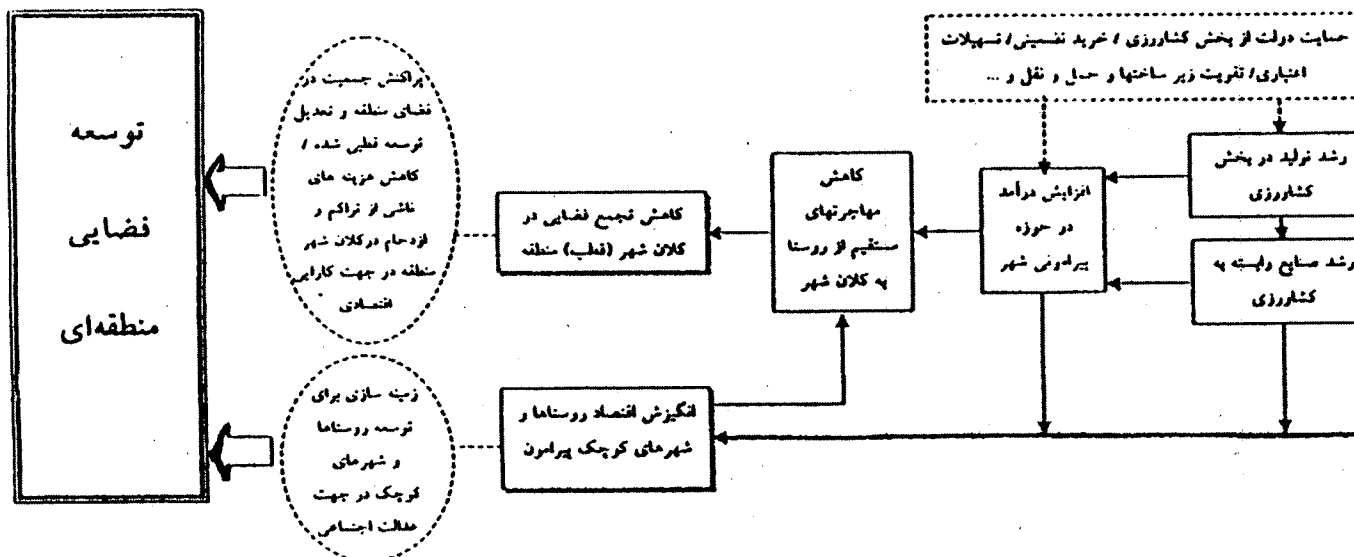 حمایت دولت از بخش کشاورزی / خرید تضمینی/ تسهیلات
اعتباری/ تقویت زیر ساختها و حمل و نقل و ...
رشد تولید در بخش
کشاورزی
رشد صنایع وابسته به
کشاورزی
افزایش درآمد
در حوزه
پیرامونی شهر
کاهش
مهاجرتهای
مستقیم از روستا
به کلان شهر
کاهش تجمع فضایی در
کلان شهر (قطب) منطقه
انگیزش اقتصاد روستاها و
شهرهای کوچک پیرامون
پراکنش جمعیت در
فضای منطقه و تعدیل
توسعه قطبی شده /
کاهش هزینه های
ناشی از تراکم و
ازدحام درکلان شهر
منطقه در جهت کارایی
اقتصادی
زمینه سازی برای
توسعه روستاها
و شهرهای
کوچک در جهت
عدالت اجتماعی
توسعه
فضایی
منطقه‌ای